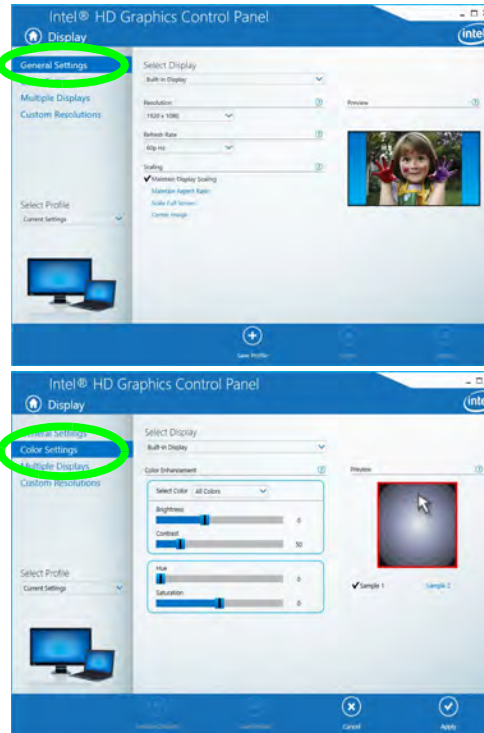 Intel® HD Graphics Control Panel
Display
General Settings
Multiple Displays
Custom Resolutions
Select Profile
Current Settings
Select Display
Built-in Display
Resolution
1920 x 1080
Refresh Rate
60p Hz
Scaling
Maintain Display Scaling
Maintain Aspect Ratio
Scale Full Screen
Center Image
Preview
Save Profile
Intel® HD Graphics Control Panel
Display
General Settings
Color Settings
Multiple Displays
Custom Resolutions
Select Profile
Current Settings
Select Display
Built-in Display
Color Enhancement
Select Color All Colors
Brightness
0
Contrast
50
Hue
0
Saturation
0
Preview
Sample 1 Sample 2
Cancel Apply